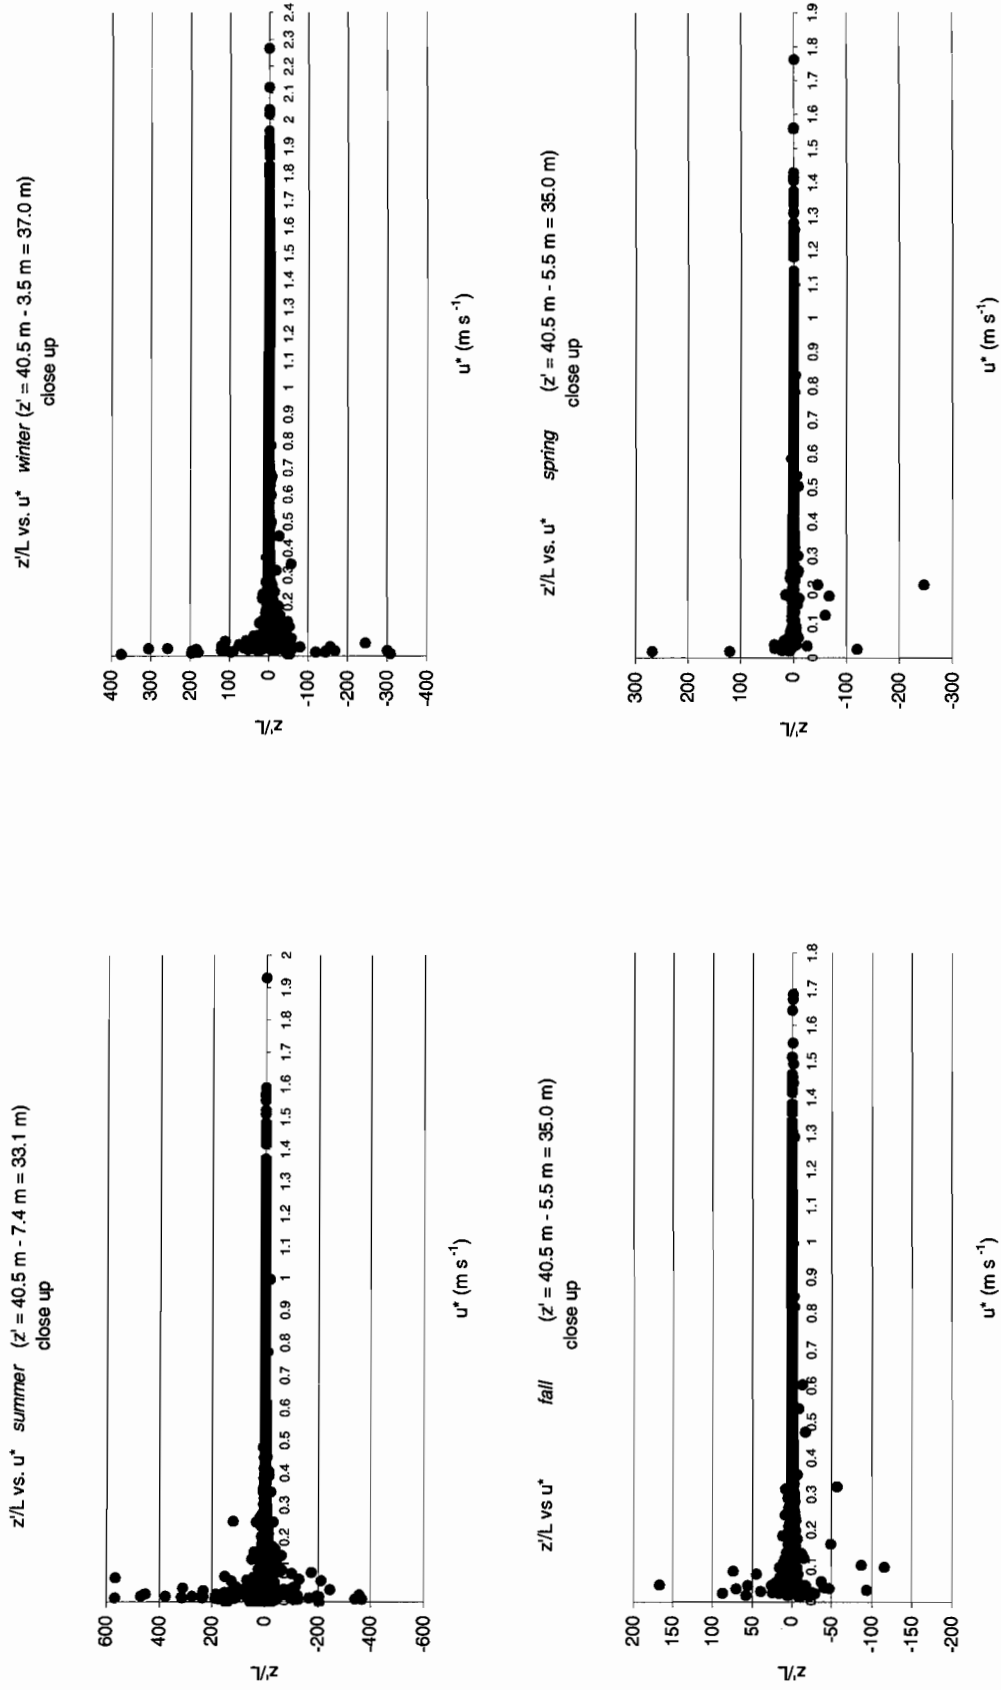 z'/L vs. u* summer (z' = 40.5 m - 7.4 m = 33.1 m)
close up
600
400
200
0
-200
-400
-600
z'/L
0.2 0.3 0.4 0.5 0.6 0.7 0.8 0.9 1 1.1 1.2 1.3 1.4 1.5 1.6 1.7 1.8 1.9 2
u* (m s-1)
z'/L vs. u* winter (z' = 40.5 m - 3.5 m = 37.0 m)
close up
400
300
200
100
0
-100
-200
-300
-400
z'/L
0.2 0.3 0.4 0.5 0.6 0.7 0.8 0.9 1 1.1 1.2 1.3 1.4 1.5 1.6 1.7 1.8 1.9 2 2.1 2.2 2.3 2.4
u* (m s-1)
z'/L vs u* fall (z' = 40.5 m - 5.5 m = 35.0 m)
close up
200
150
100
50
0
-50
-100
-150
-200
z'/L
0.1 0.2 0.3 0.4 0.5 0.6 0.7 0.8 0.9 1 1.1 1.2 1.3 1.4 1.5 1.6 1.7 1.8
u* (m s-1)
z'/L vs. u* spring (z' = 40.5 m - 5.5 m = 35.0 m)
close up
300
200
100
0
-100
-200
-300
z'/L
0 0.1 0.2 0.3 0.4 0.5 0.6 0.7 0.8 0.9 1 1.1 1.2 1.3 1.4 1.5 1.6 1.7 1.8 1.9
u* (m s-1)